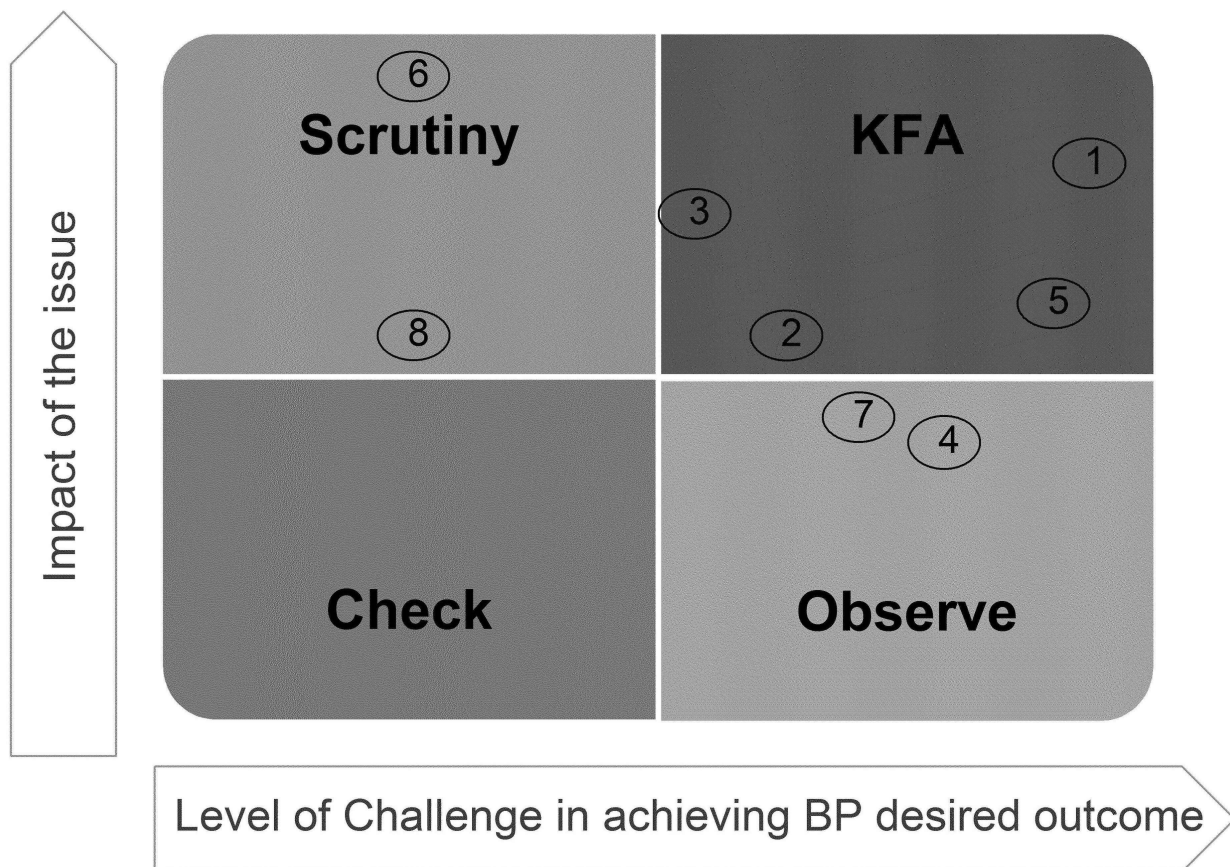 6
Scrutiny
KFA
1
3
5
8
2
7
4
Check
Observe
Impact of the issue
Level of Challenge in achieving BP desired outcome